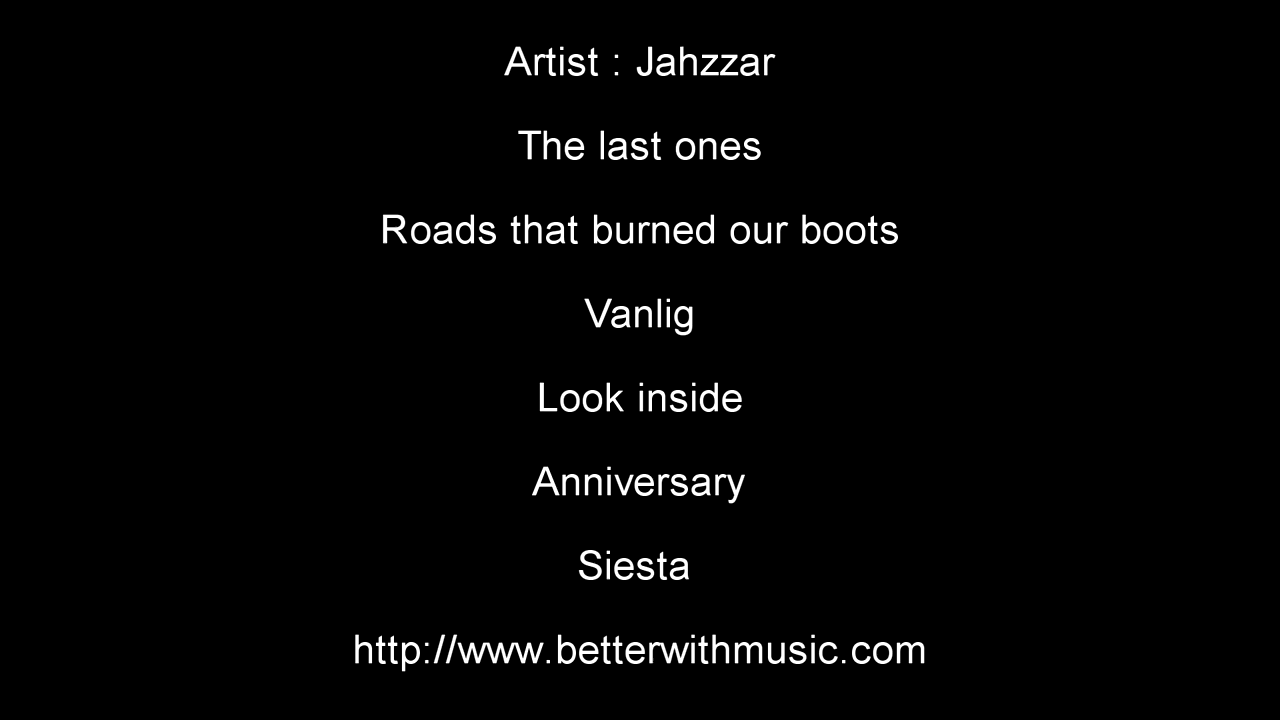 Artist : Jahzzar
The last ones
Roads that burned our boots
Vanlig
Look inside
Anniversary
Siesta
http://www.betterwithmusic.com